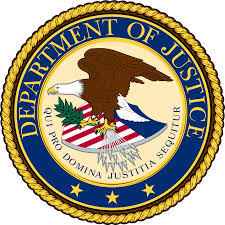 DEPARTMENT OF JUSTICE
QUI PRO DOMINA JUSTITIA SEQUITUR